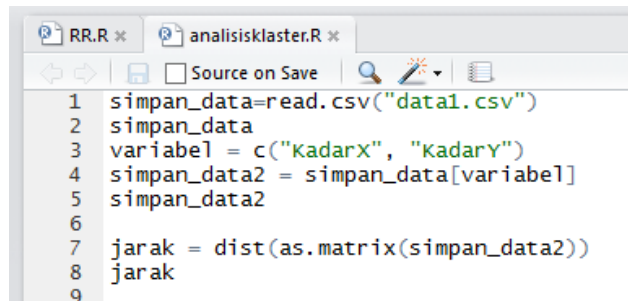 RR.R × analisisklaster.R ×
Source on Save
1 simpan_data=read.csv("data1.csv")
2 simpan_data
3 variabel = c("KadarX", "KadarY")
4 simpan_data2 = simpan_data[variabel]
5 simpan_data2
6
7 jarak = dist(as.matrix(simpan_data2))
8 jarak
9